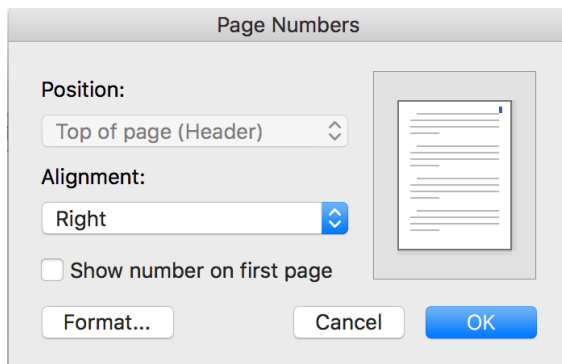 Page Numbers
Position:
Top of page (Header)
Alignment:
Right
Show number on first page
Format...
Cancel
OK